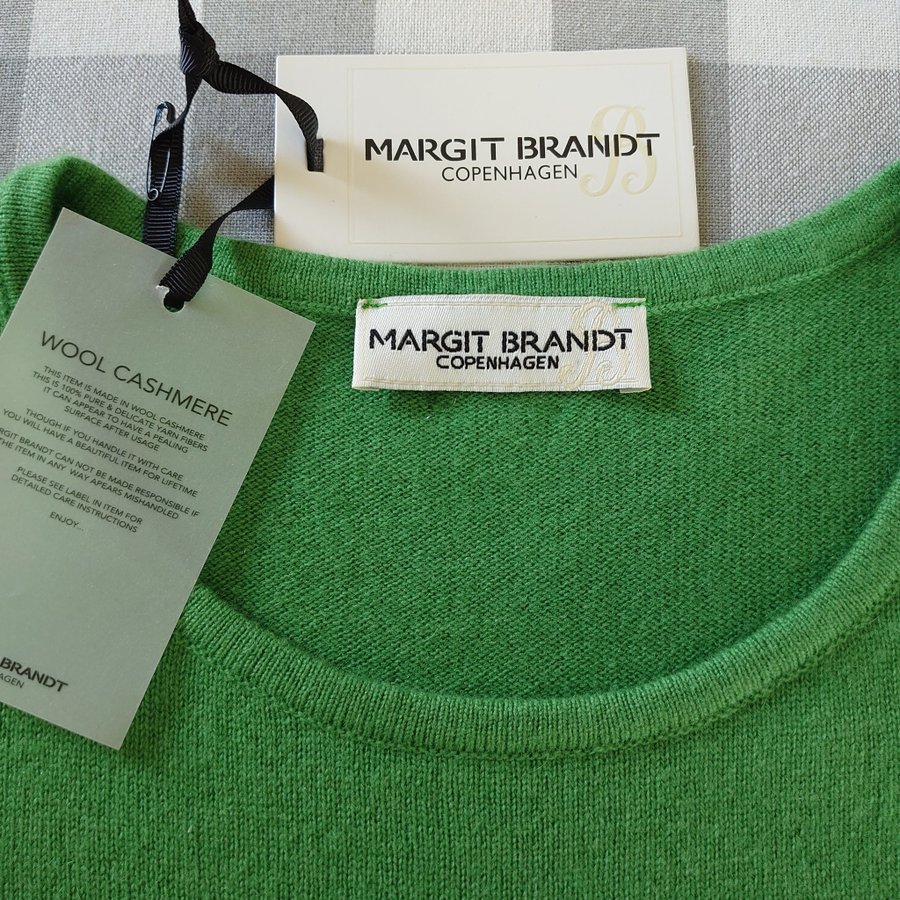 MARGIT BRANDT
COPENHAGEN
MARGIT BRANDT
COPENHAGEN
WOOL CASHMERE
THIS ITEM IS MADE IN WOOL CASHMERE
THIS IS 100% PURE & DELICATE YARN FIBERS
IT CAN APPEAR TO HAVE A PEALING
SURFACE AFTER USAGE
THOUGH IF YOU HANDLE IT WITH CARE
YOU WILL HAVE A BEAUTIFUL ITEM FOR LIFETIME
RGIT BRANDT CAN NOT BE MADE RESPONSIBLE IF
THE ITEM IN ANY WAY APEARS MISHANDLED
PLEASE SEE LABEL IN ITEM FOR
DETAILED CARE INSTRUCTIONS
ENJOY...
BRANDT
AGEN